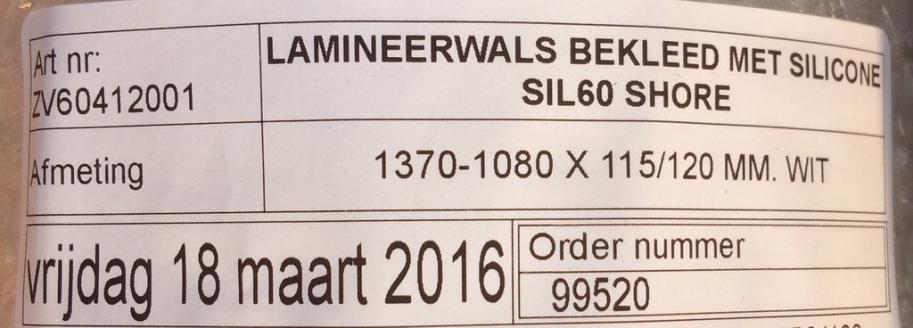 Art nr:
ZV60412001
LAMINEERWALS BEKLEED MET SILICONE
SIL60 SHORE
Afmeting
1370-1080 X 115/120 MM. WIT
vrijdag 18 maart 2016
Order nummer
99520